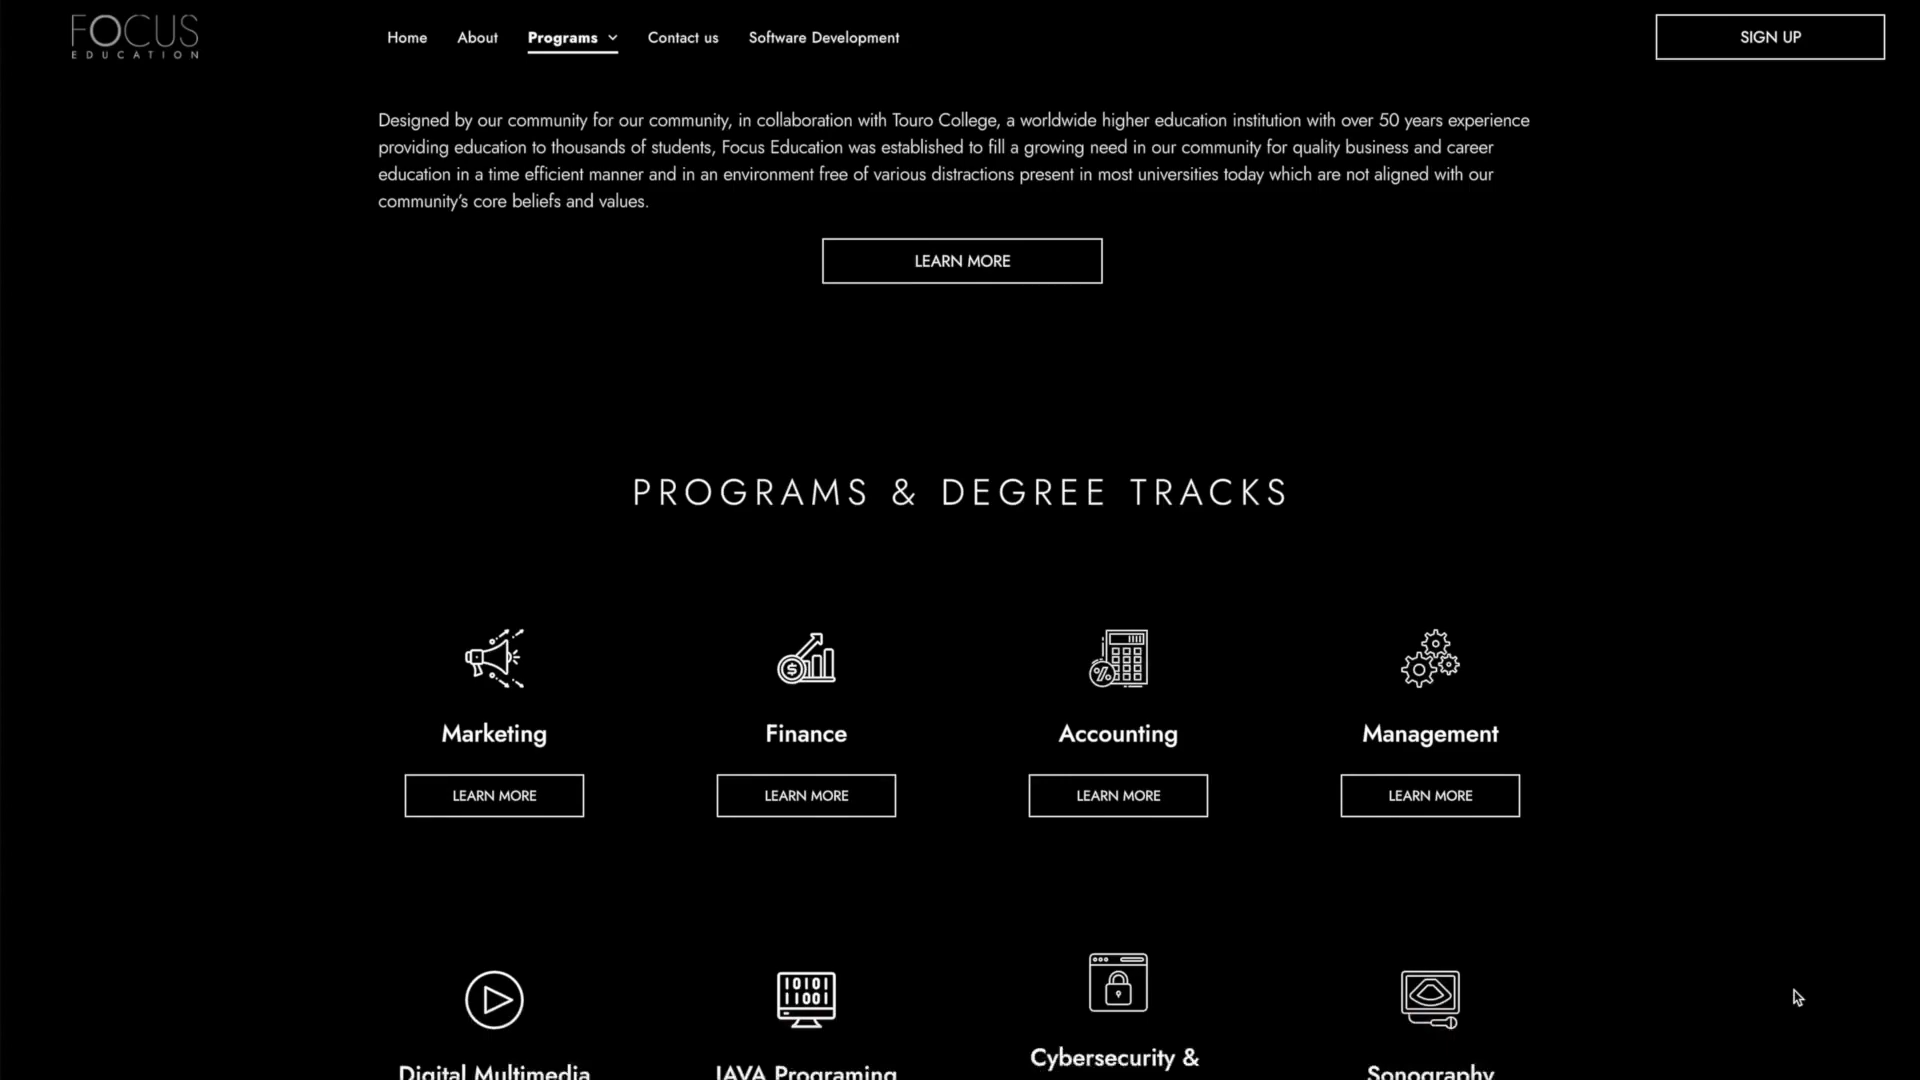 FOCUS
EDUCATION
Home
About
Programs
Contact us
Software Development
SIGN UP
Designed by our community for our community, in collaboration with Touro College, a worldwide higher education institution with over 50 years experience
providing education to thousands of students, Focus Education was established to fill a growing need in our community for quality business and career
education in a time efficient manner and in an environment free of various distractions present in most universities today which are not aligned with our
community's core beliefs and values.
LEARN MORE
PROGRAMS & DEGREE TRACKS
Marketing
Finance
Accounting
Management
LEARN MORE
LEARN MORE
LEARN MORE
LEARN MORE
10101
11001
Digital Multimedia
JAVA Programing
Cybersecurity &
Sonography